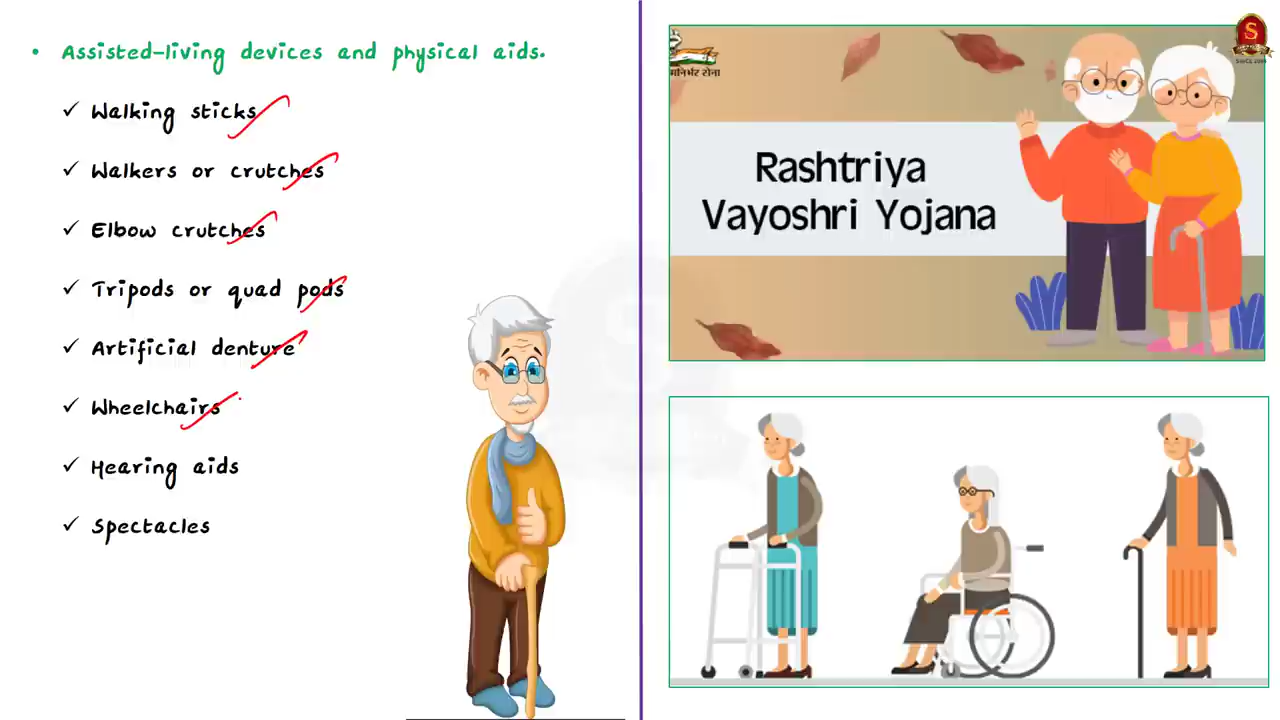 • Assisted-living devices and physical aids.
✓ Walking sticks
✓ Walkers or crutches
✓ Elbow crutches
✓ Tripods or quad pods
✓ Artificial denture
✓ Wheelchairs
✓ Hearing aids
✓ Spectacles
Rashtriya
Vayoshri Yojana
S